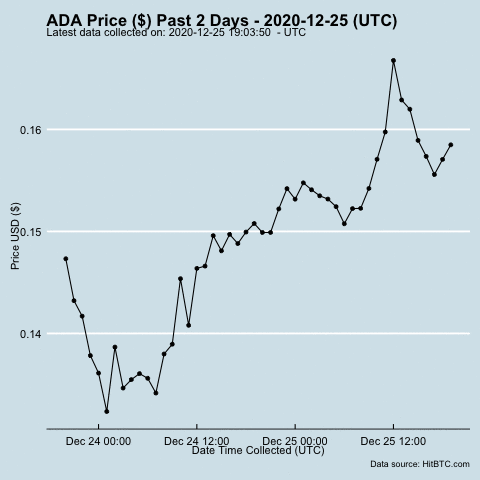 ADA Price ($) Past 2 Days - 2020-12-25 (UTC)
Latest data collected on: 2020-12-25 19:03:50 - UTC
0.16
0.15
0.14
Price USD ($)
Dec 24 00:00 Dec 24 12:00 Dec 25 00:00 Dec 25 12:00
Date Time Collected (UTC)
Data source: HitBTC.com